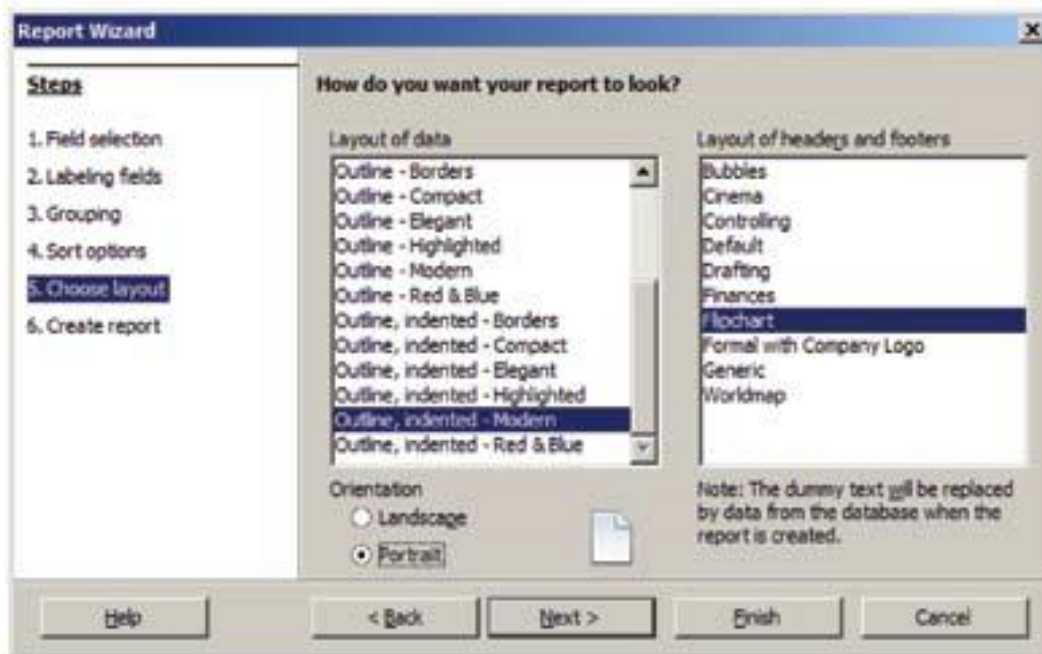 Report Wizard
Steps
1. Field selection
2. Labeling fields
3. Grouping
4. Sort options
5. Choose layout
6. Create report
How do you want your report to look?
Layout of data
Outline - Borders
Outline - Compact
Outline - Elegant
Outline - Highlighted
Outline - Modern
Outline - Red & Blue
Outline, indented - Borders
Outline, indented - Compact
Outline, indented - Elegant
Outline, indented - Highlighted
Outline, indented - Modern
Outline, indented - Red & Blue
Layout of headers and footers
Bubbles
Cinema
Controlling
Default
Drafting
Finances
Flipchart
Formal with Company Logo
Generic
Worldmap
Orientation
Landscape
Portrait
Note: The dummy text will be replaced
by data from the database when the
report is created.
Help
< Back
Next >
Finish
Cancel